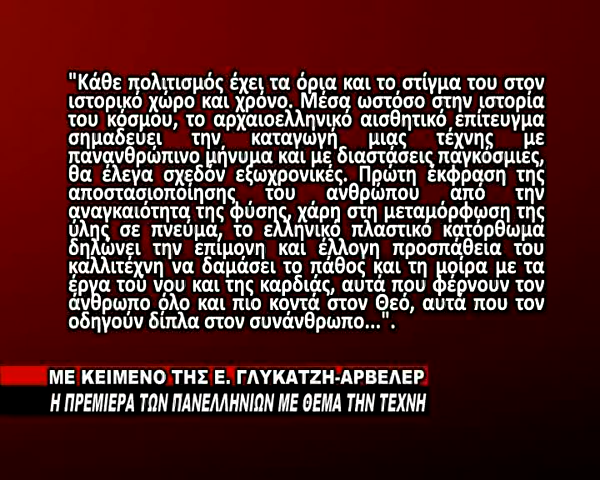 "Κάθε πολιτισμός έχει τα όρια και το στίγμα του στον
ιστορικό χώρο και χρόνο. Μέσα ωστόσο στην ιστορία
του κόσμου, το αρχαιοελληνικό αισθητικό επίτευγμα
σημαδεύει την καταγωγή μιας τέχνης με
πανανθρώπινο μήνυμα και με διαστάσεις παγκόσμιες,
θα έλεγα σχεδόν εξωχρονικές. Πρώτη έκφραση της
αποστασιοποίησης του ανθρώπου από την
αναγκαιότητα της φύσης, χάρη στη μεταμόρφωση της
ύλης σε πνεύμα, το ελληνικό πλαστικό κατόρθωμα
δηλώνει την επίμονη και έλλογη προσπάθεια του
καλλιτέχνη να δαμάσει το πάθος και τη μοίρα με τα
έργα του νου και της καρδιάς, αυτά που φέρνουν τον
άνθρωπο όλο και πιο κοντά στον Θεό, αυτά που τον
οδηγούν δίπλα στον συνάνθρωπο...".
ΜΕ ΚΕΙΜΕΝΟ ΤΗΣ Ε. ΓΛΥΚΑΤΖΗ-ΑΡΒΕΛΕΡ
Η ΠΡΕΜΙΕΡΑ ΤΩΝ ΠΑΝΕΛΛΗΝΙΩΝ ΜΕ ΘΕΜΑ ΤΗΝ ΤΕΧΝΗ